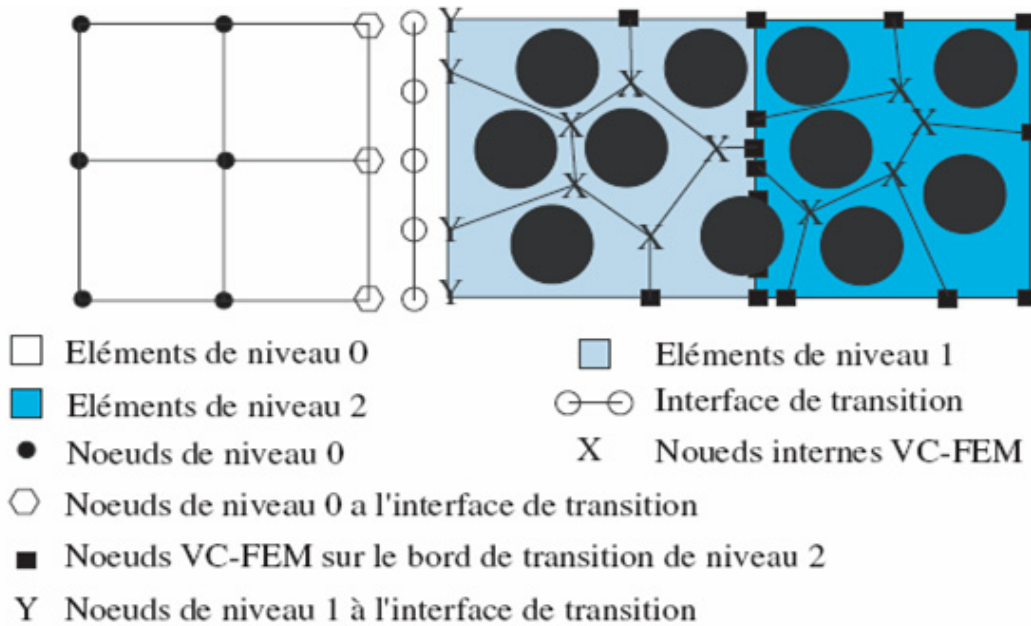 Y
Y
X
X
X
X
X
X
X
X
X
Y
Y
Eléments de niveau 0
Eléments de niveau 1
Eléments de niveau 2
Interface de transition
Noeuds de niveau 0
X Noueds internes VC-FEM
Noeuds de niveau 0 a l'interface de transition
Noeuds VC-FEM sur le bord de transition de niveau 2
Y Noeuds de niveau 1 à l'interface de transition